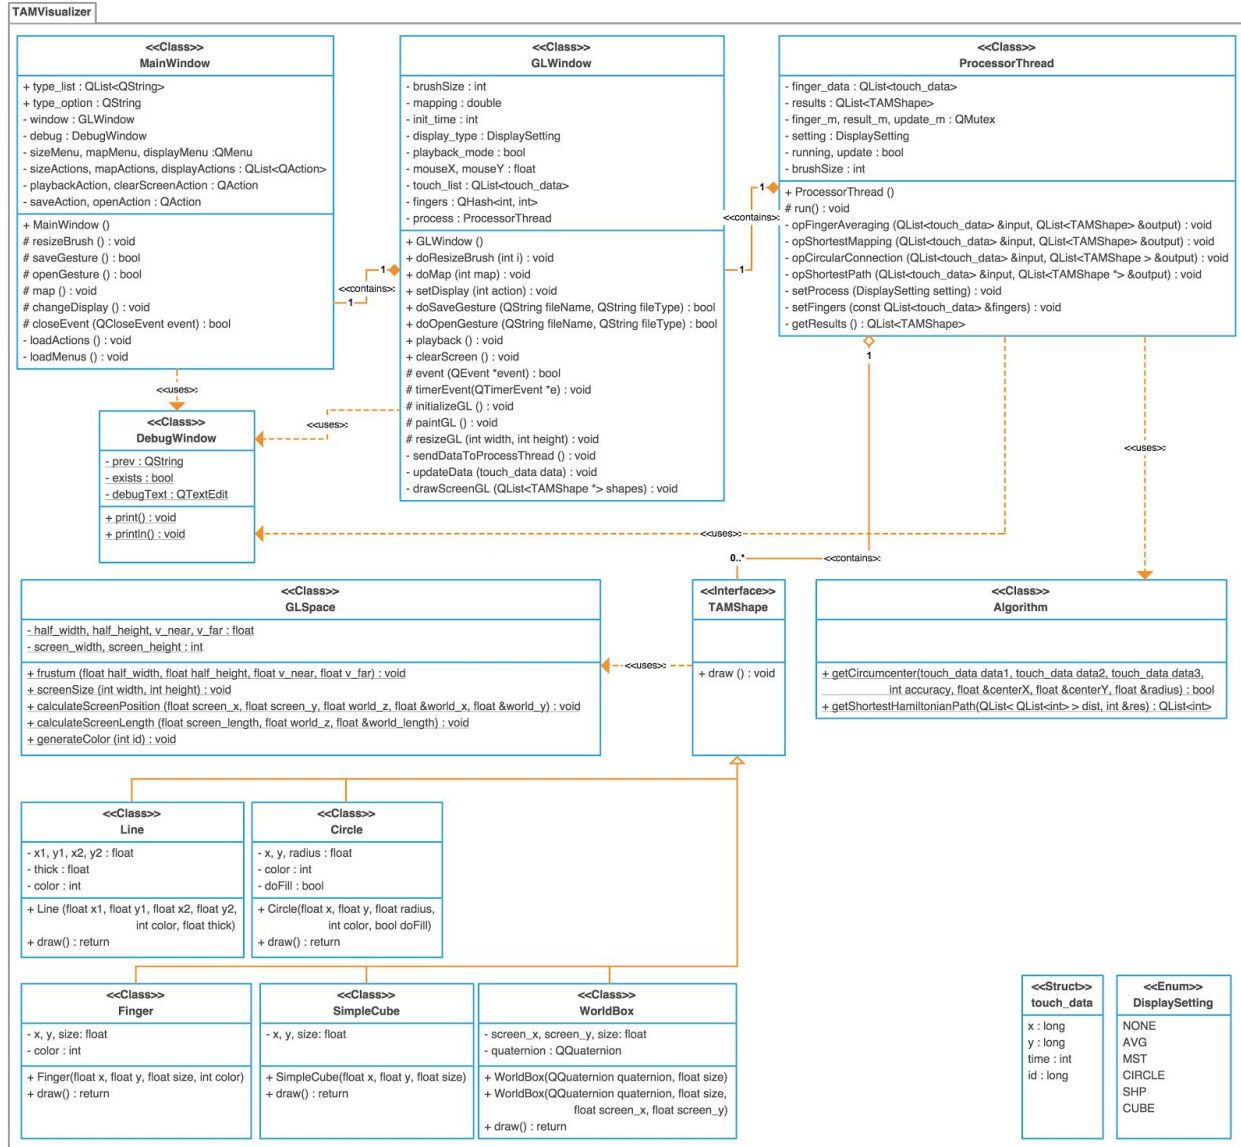 TAMVisualizer
<<Class>>
MainWindow
+ type_list : QList<QString>
+ type_option : QString
- window : GLWindow
- debug : DebugWindow
- sizeMenu, mapMenu, displayMenu :QMenu
- sizeActions, mapActions, displayActions : QList<QAction>
- playbackAction, clearScreenAction : QAction
- saveAction, openAction : QAction
+ MainWindow ()
# resizeBrush () : void
# saveGesture () : bool
# openGesture () : bool
# map () : void
# changeDisplay () : void
# closeEvent (QCloseEvent event) : bool
- loadActions () : void
- loadMenus () : void
<<Class>>
GLWindow
- brushSize : int
- mapping : double
- init_time : int
- display_type : DisplaySetting
- playback_mode : bool
- mouseX, mouseY : float
- touch_list : QList<touch_data>
- fingers : QHash<int, int>
- process : ProcessorThread
+ GLWindow ()
+ doResizeBrush (int i) : void
+ doMap (int map) : void
+ setDisplay (int action) : void
+ doSaveGesture (QString fileName, QString fileType) : bool
+ doOpenGesture (QString fileName, QString fileType) : bool
+ playback () : void
+ clearScreen () : void
# event (QEvent *event) : bool
# timerEvent(QTimerEvent *e) : void
# initializeGL () : void
# paintGL () : void
# resizeGL (int width, int height) : void
- sendDataToProcessThread () : void
- updateData (touch_data data) : void
- drawScreenGL (QList<TAMShape *> shapes) : void
<<Class>>
ProcessorThread
- finger_data : QList<touch_data>
- results : QList<TAMShape>
- finger_m, result_m, update_m : QMutex
- setting : DisplaySetting
- running, update : bool
- brushSize : int
+ ProcessorThread ()
# run() : void
- opFingerAveraging (QList<touch_data> &input, QList<TAMShape> &output) : void
- opShortestMapping (QList<touch_data> &input, QList<TAMShape> &output) : void
- opCircularConnection (QList<touch_data> &input, QList<TAMShape > &output) : void
- opShortestPath (QList<touch_data> &input, QList<TAMShape *> &output) : void
- setProcess (DisplaySetting setting) : void
- setFingers (const QList<touch_data> &fingers) : void
- getResults () : QList<TAMShape>
1
<<contains>>
1
1
<<contains>>
1
<<uses>>
<<uses>>
<<Class>>
DebugWindow
- prev : QString
- exists : bool
- debugText : QTextEdit
+ print() : void
+ println() : void
1
<<uses>>
<<uses>>
0..*
<<contains>>
<<Class>>
GLSpace
- half_width, half_height, v_near, v_far : float
- screen_width, screen_height : int
+ frustum (float half_width, float half_height, float v_near, float v_far) : void
+ screenSize (int width, int height) : void
+ calculateScreenPosition (float screen_x, float screen_y, float world_z, float &world_x, float &world_y) : void
+ calculateScreenLength (float screen_length, float world_z, float &world_length) : void
+ generateColor (int id) : void
<<uses>>
<<Interface>>
TAMShape
+ draw () : void
<<Class>>
Algorithm
+ getCircumcenter(touch_data data1, touch_data data2, touch_data data3,
int accuracy, float &centerX, float &centerY, float &radius) : bool
+ getShortestHamiltonianPath(QList< QList<int> > dist, int &res) : QList<int>
<<Class>>
Line
- x1, y1, x2, y2 : float
- thick : float
- color : int
+ Line (float x1, float y1, float x2, float y2,
int color, float thick)
+ draw() : return
<<Class>>
Circle
- x, y, radius : float
- color : int
- doFill : bool
+ Circle(float x, float y, float radius,
int color, bool doFill)
+ draw() : return
<<Class>>
Finger
- x, y, size: float
- color : int
+ Finger(float x, float y, float size, int color)
+ draw() : return
<<Class>>
SimpleCube
- x, y, size: float
+ SimpleCube(float x, float y, float size)
+ draw() : return
<<Class>>
WorldBox
- screen_x, screen_y, size: float
- quaternion : QQuaternion
+ WorldBox(QQuaternion quaternion, float size)
+ WorldBox(QQuaternion quaternion, float size,
float screen_x, float screen_y)
+ draw() : return
<<Struct>>
touch_data
x : long
y : long
time : int
id : long
<<Enum>>
DisplaySetting
NONE
AVG
MST
CIRCLE
SHP
CUBE